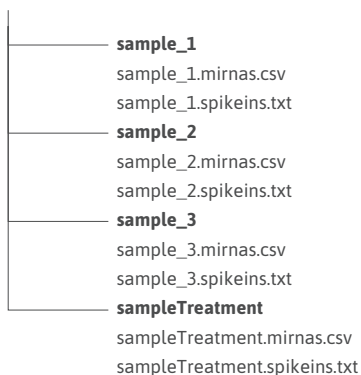 sample_1
sample_1.mirnas.csv
sample_1.spikeins.txt
sample_2
sample_2.mirnas.csv
sample_2.spikeins.txt
sample_3
sample_3.mirnas.csv
sample_3.spikeins.txt
sampleTreatment
sampleTreatment.mirnas.csv
sampleTreatment.spikeins.txt